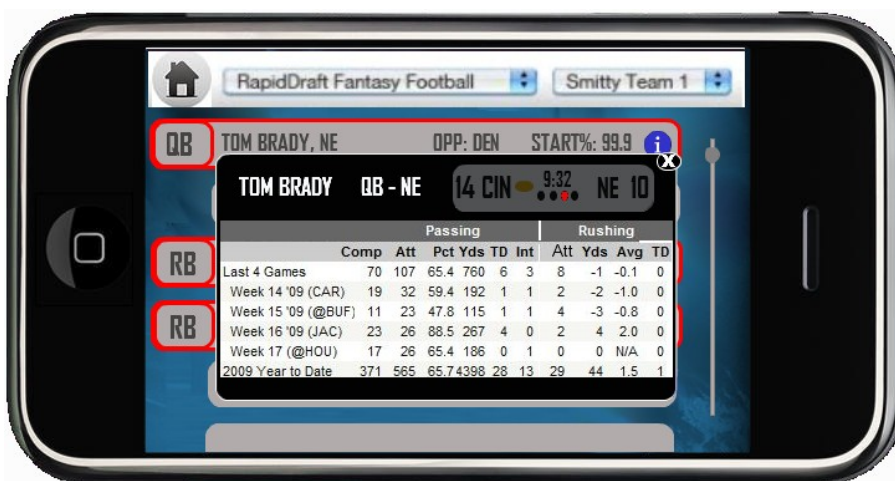 RapidDraft Fantasy Football Smitty Team 1
QB TOM BRADY, NE OPP: DEN START%: 99.9 i
X
TOM BRADY QB - NE 14 CIN 9:32 NE 10
Passing Rushing
Comp Att Pct Yds TD Int Att Yds Avg TD
Last 4 Games 70 107 65.4 760 6 3 8 -1 -0.1 0
Week 14 '09 (CAR) 19 32 59.4 192 1 1 2 -2 -1.0 0
Week 15 '09 (@BUF) 11 23 47.8 115 1 1 4 -3 -0.8 0
Week 16 '09 (JAC) 23 26 88.5 267 4 0 2 4 2.0 0
Week 17 (@HOU) 17 26 65.4 186 0 1 0 0 N/A 0
2009 Year to Date 371 565 65.7 4398 28 13 29 44 1.5 1
RB
RB